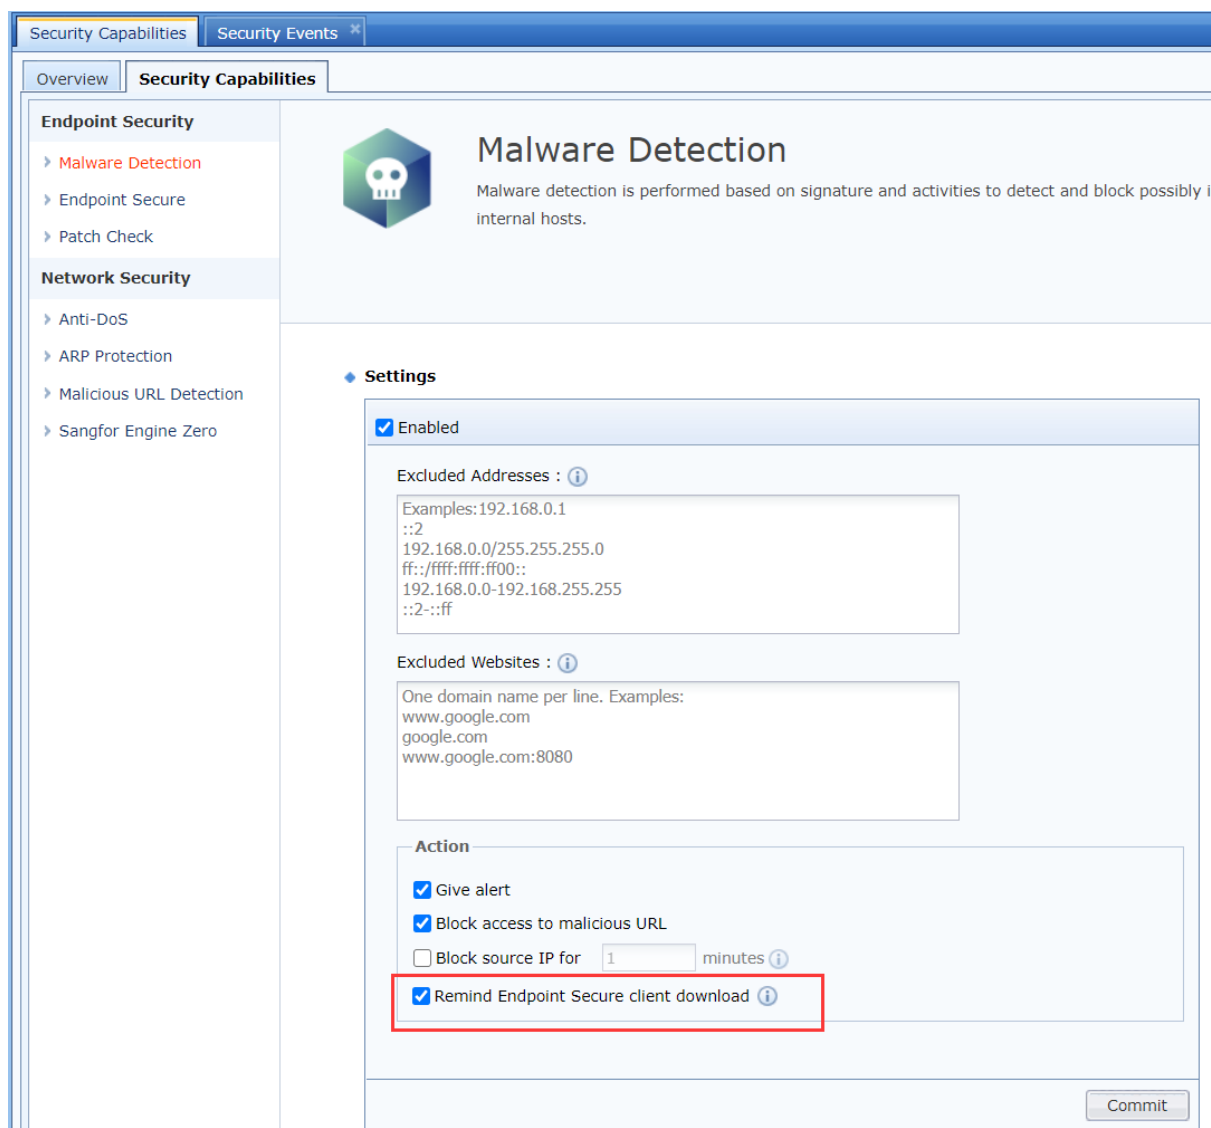 Security Capabilities
Security Events
Overview
Security Capabilities
Endpoint Security
Malware Detection
Endpoint Secure
Patch Check
Network Security
Anti-DoS
ARP Protection
Malicious URL Detection
Sangfor Engine Zero
Malware Detection
Malware detection is performed based on signature and activities to detect and block possibly i
internal hosts.
Settings
Enabled
Excluded Addresses :
Examples:192.168.0.1
::2
192.168.0.0/255.255.255.0
ff::/ffff:ffff:ff00::
192.168.0.0-192.168.255.255
::2-::ff
Excluded Websites :
One domain name per line. Examples:
www.google.com
google.com
www.google.com:8080
Action
Give alert
Block access to malicious URL
Block source IP for 1 minutes
Remind Endpoint Secure client download
Commit